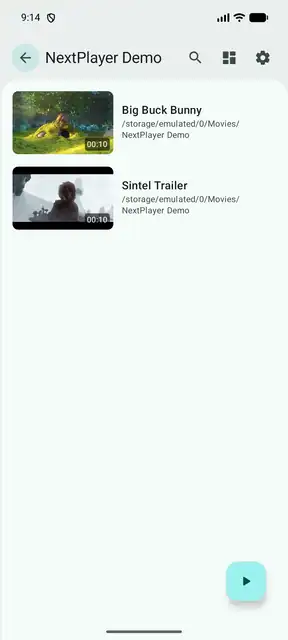 9:14
NextPlayer Demo
00:10
Big Buck Bunny
/storage/emulated/0/Movies/
NextPlayer Demo
00:10
Sintel Trailer
/storage/emulated/0/Movies/
NextPlayer Demo